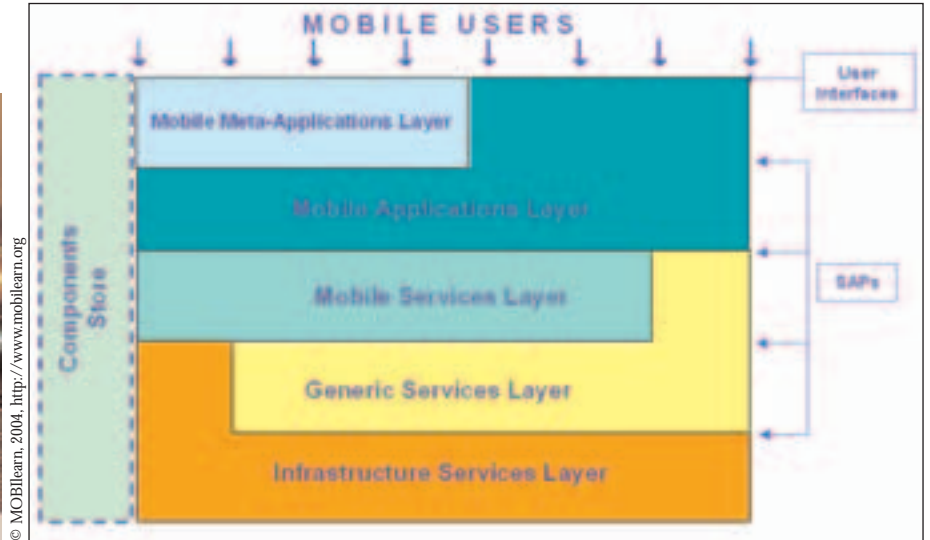 MOBILE USERS
User
Interfaces
Mobile Meta-Applications Layer
Mobile Applications Layer
SAPs
Mobile Services Layer
Generic Services Layer
Infrastructure Services Layer
Components
Store
© MOBIlearn, 2004, http://www.mobilearn.org